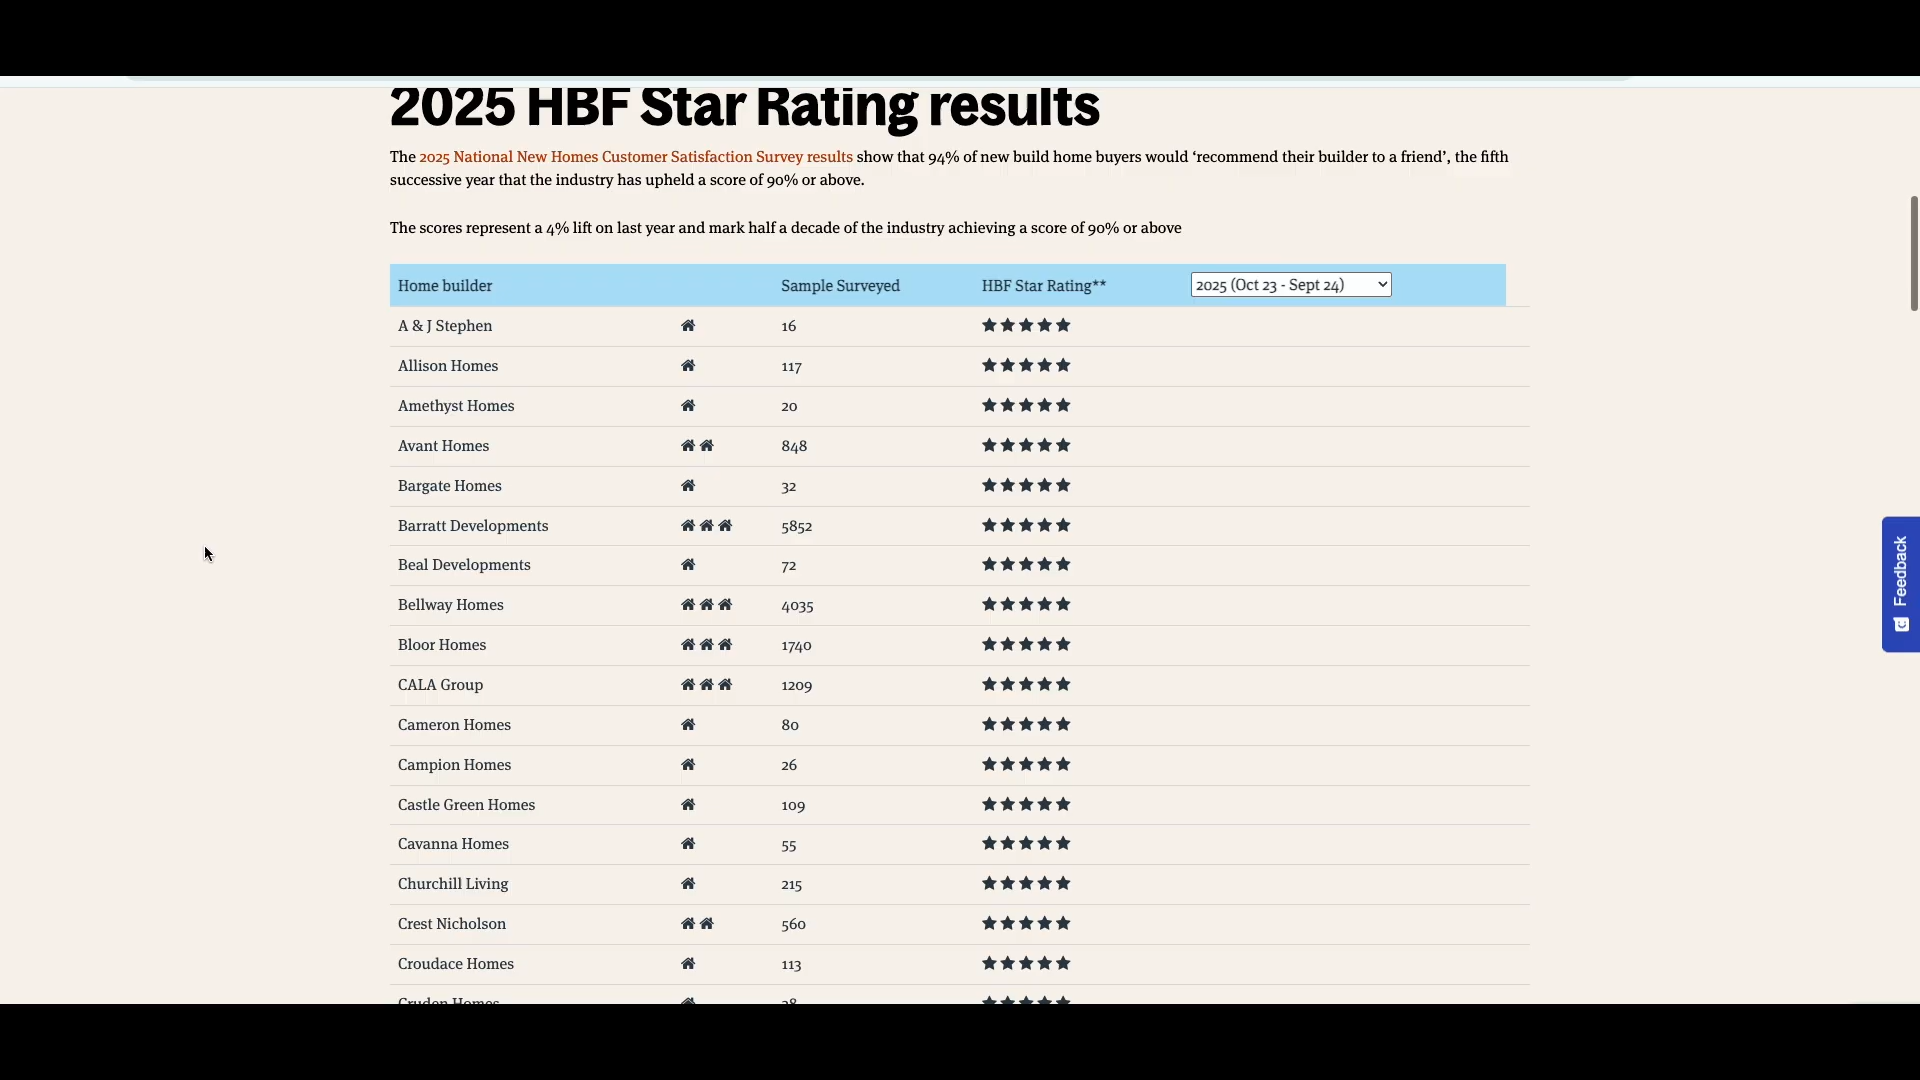 2025 HBF Star Rating results
The 2025 National New Homes Customer Satisfaction Survey results show that 94% of new build home buyers would ‘recommend their builder to a friend’, the fifth
successive year that the industry has upheld a score of 90% or above.
The scores represent a 4% lift on last year and mark half a decade of the industry achieving a score of 90% or above
Home builder Sample Surveyed HBF Star Rating** 2025 (Oct 23 - Sept 24)
A & J Stephen 16
Allison Homes 117
Amethyst Homes 20
Avant Homes 848
Bargate Homes 32
Barratt Developments 5852
Beal Developments 72
Bellway Homes 4035
Bloor Homes 1740
CALA Group 1209
Cameron Homes 80
Campion Homes 26
Castle Green Homes 109
Cavanna Homes 55
Churchill Living 215
Crest Nicholson 560
Croudace Homes 113
Cruden Homes 28
Feedback